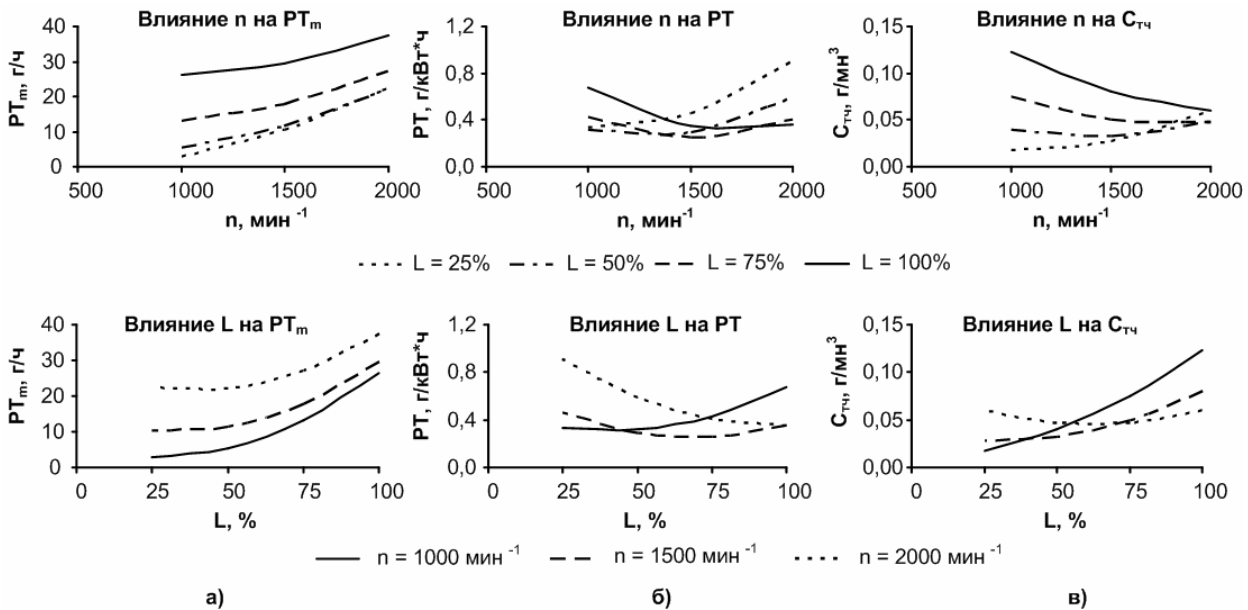 Влияние n на PTm
PTm, г/ч
40
30
20
10
0
500 1000 1500 2000
n, мин -1
Влияние n на PT
PT, г/кВт*ч
1,2
0,8
0,4
0,0
500 1000 1500 2000
n, мин-1
Влияние n на Cтч
Cтч, г/мн3
0,15
0,10
0,05
0,00
500 1000 1500 2000
n, мин -1
L = 25% L = 50% L = 75% L = 100%
Влияние L на PTm
PTm, г/ч
40
30
20
10
0
0 25 50 75 100
L, %
Влияние L на PT
PT, г/кВт*ч
1,2
0,8
0,4
0,0
0 25 50 75 100
L, %
Влияние L на Cтч
Cтч, г/мн3
0,15
0,10
0,05
0,00
0 25 50 75 100
L, %
n = 1000 мин -1 n = 1500 мин -1 n = 2000 мин -1
а) б) в)